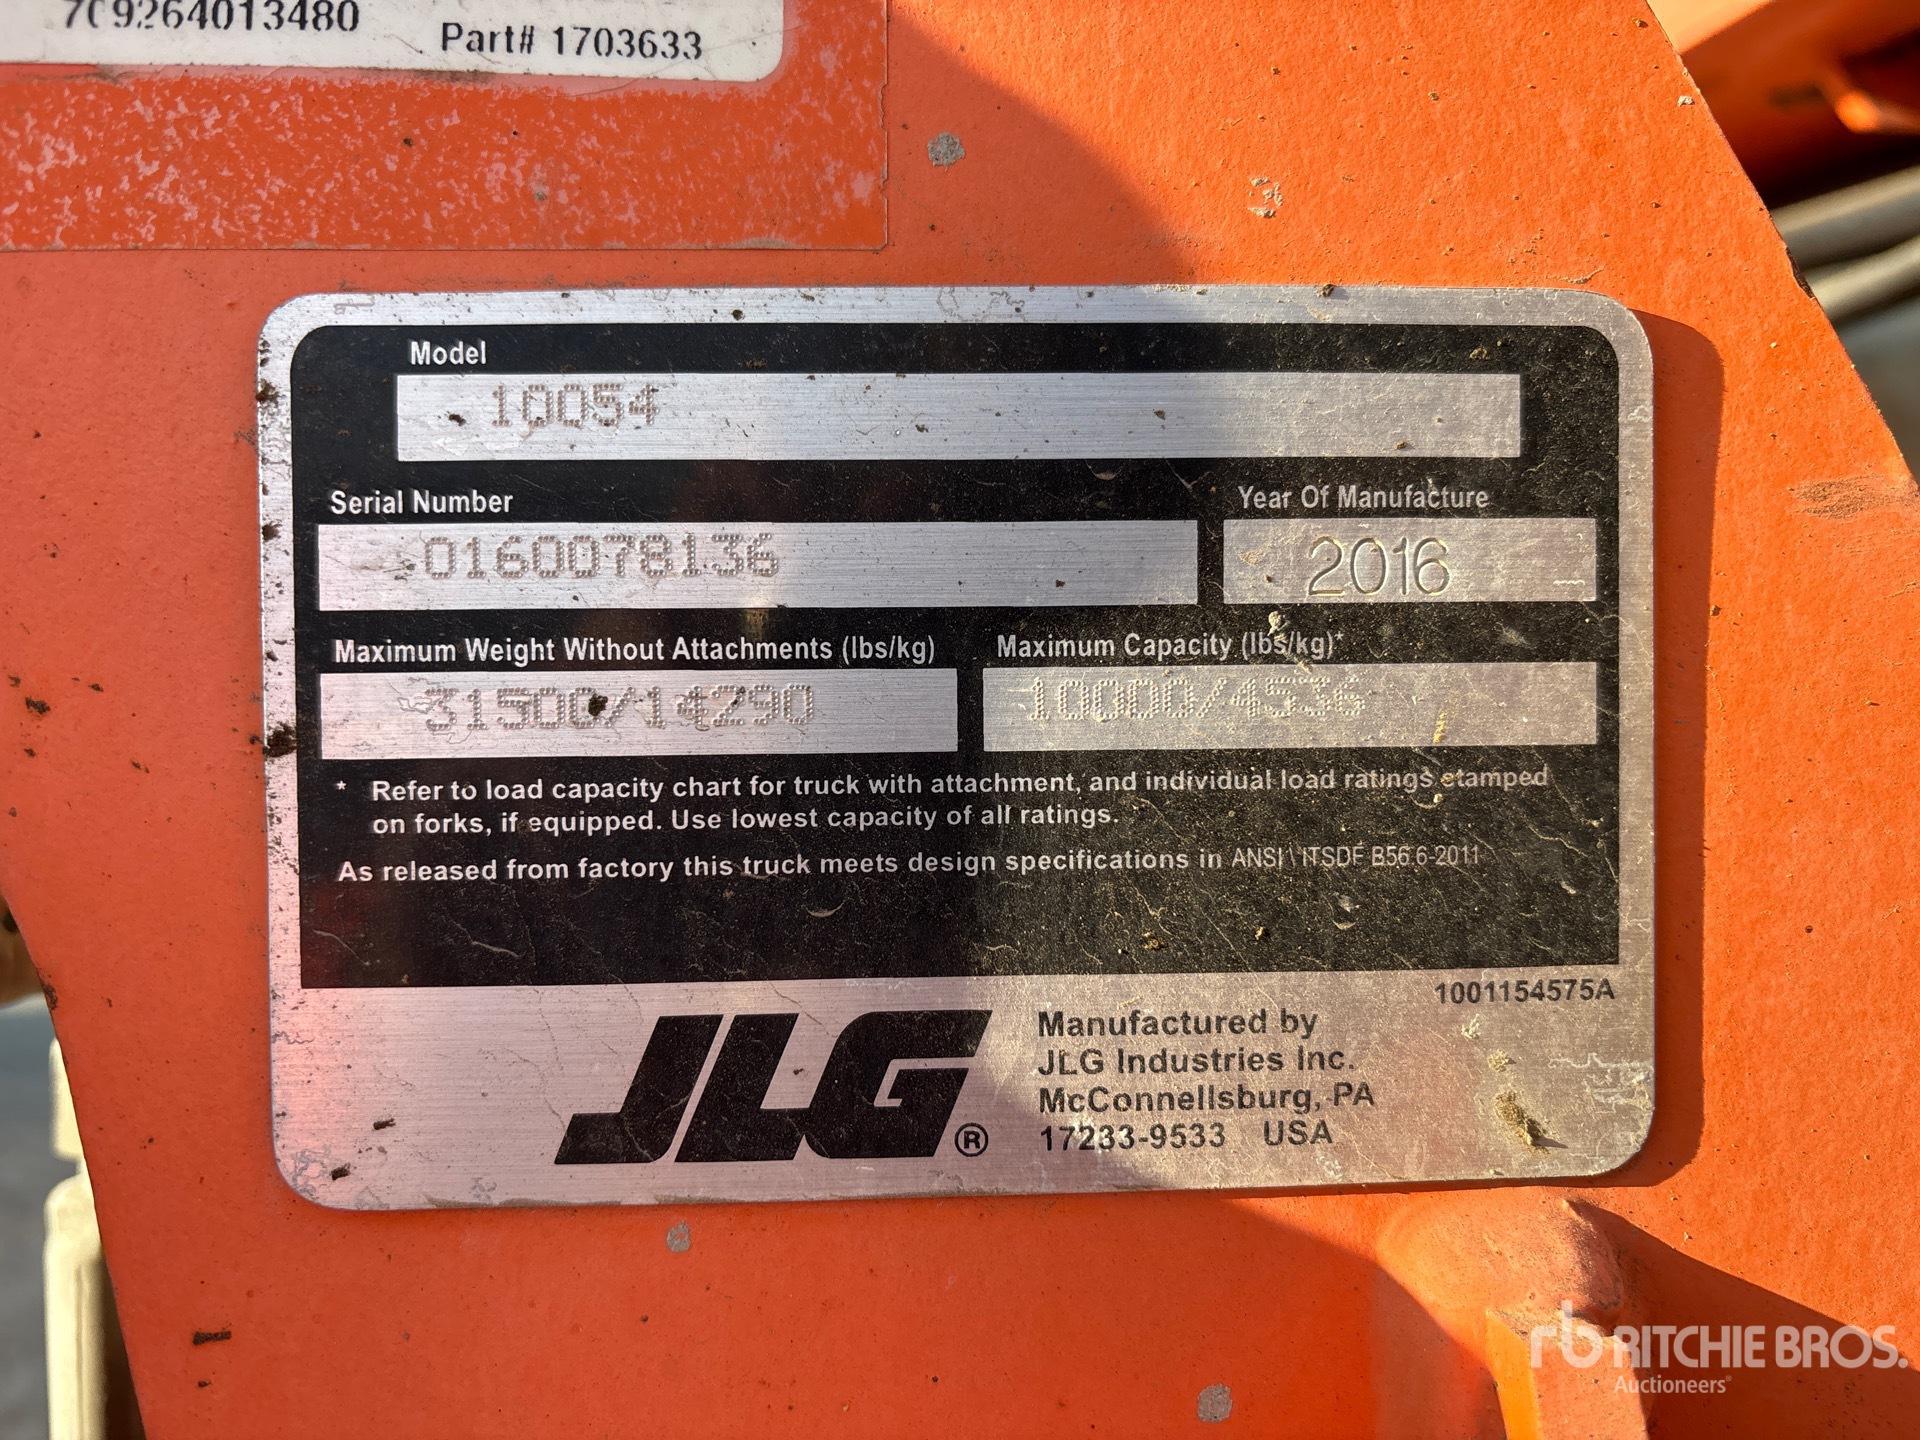 709264013480
Part# 1703633
Model
10054
Serial Number
Year Of Manufacture
0160078136
2016
Maximum Weight Without Attachments (lbs/kg)
Maximum Capacity (lbs/kg)*
31500/14290
10000/4536
* Refer to load capacity chart for truck with attachment, and individual load ratings stamped
on forks, if equipped. Use lowest capacity of all ratings.
As released from factory this truck meets design specifications in ANSI \ ITSDF B56.6-2011
1001154575A
JLG®
Manufactured by
JLG Industries Inc.
McConnellsburg, PA
17233-9533 USA
rb RITCHIE BROS.
Auctioneers®